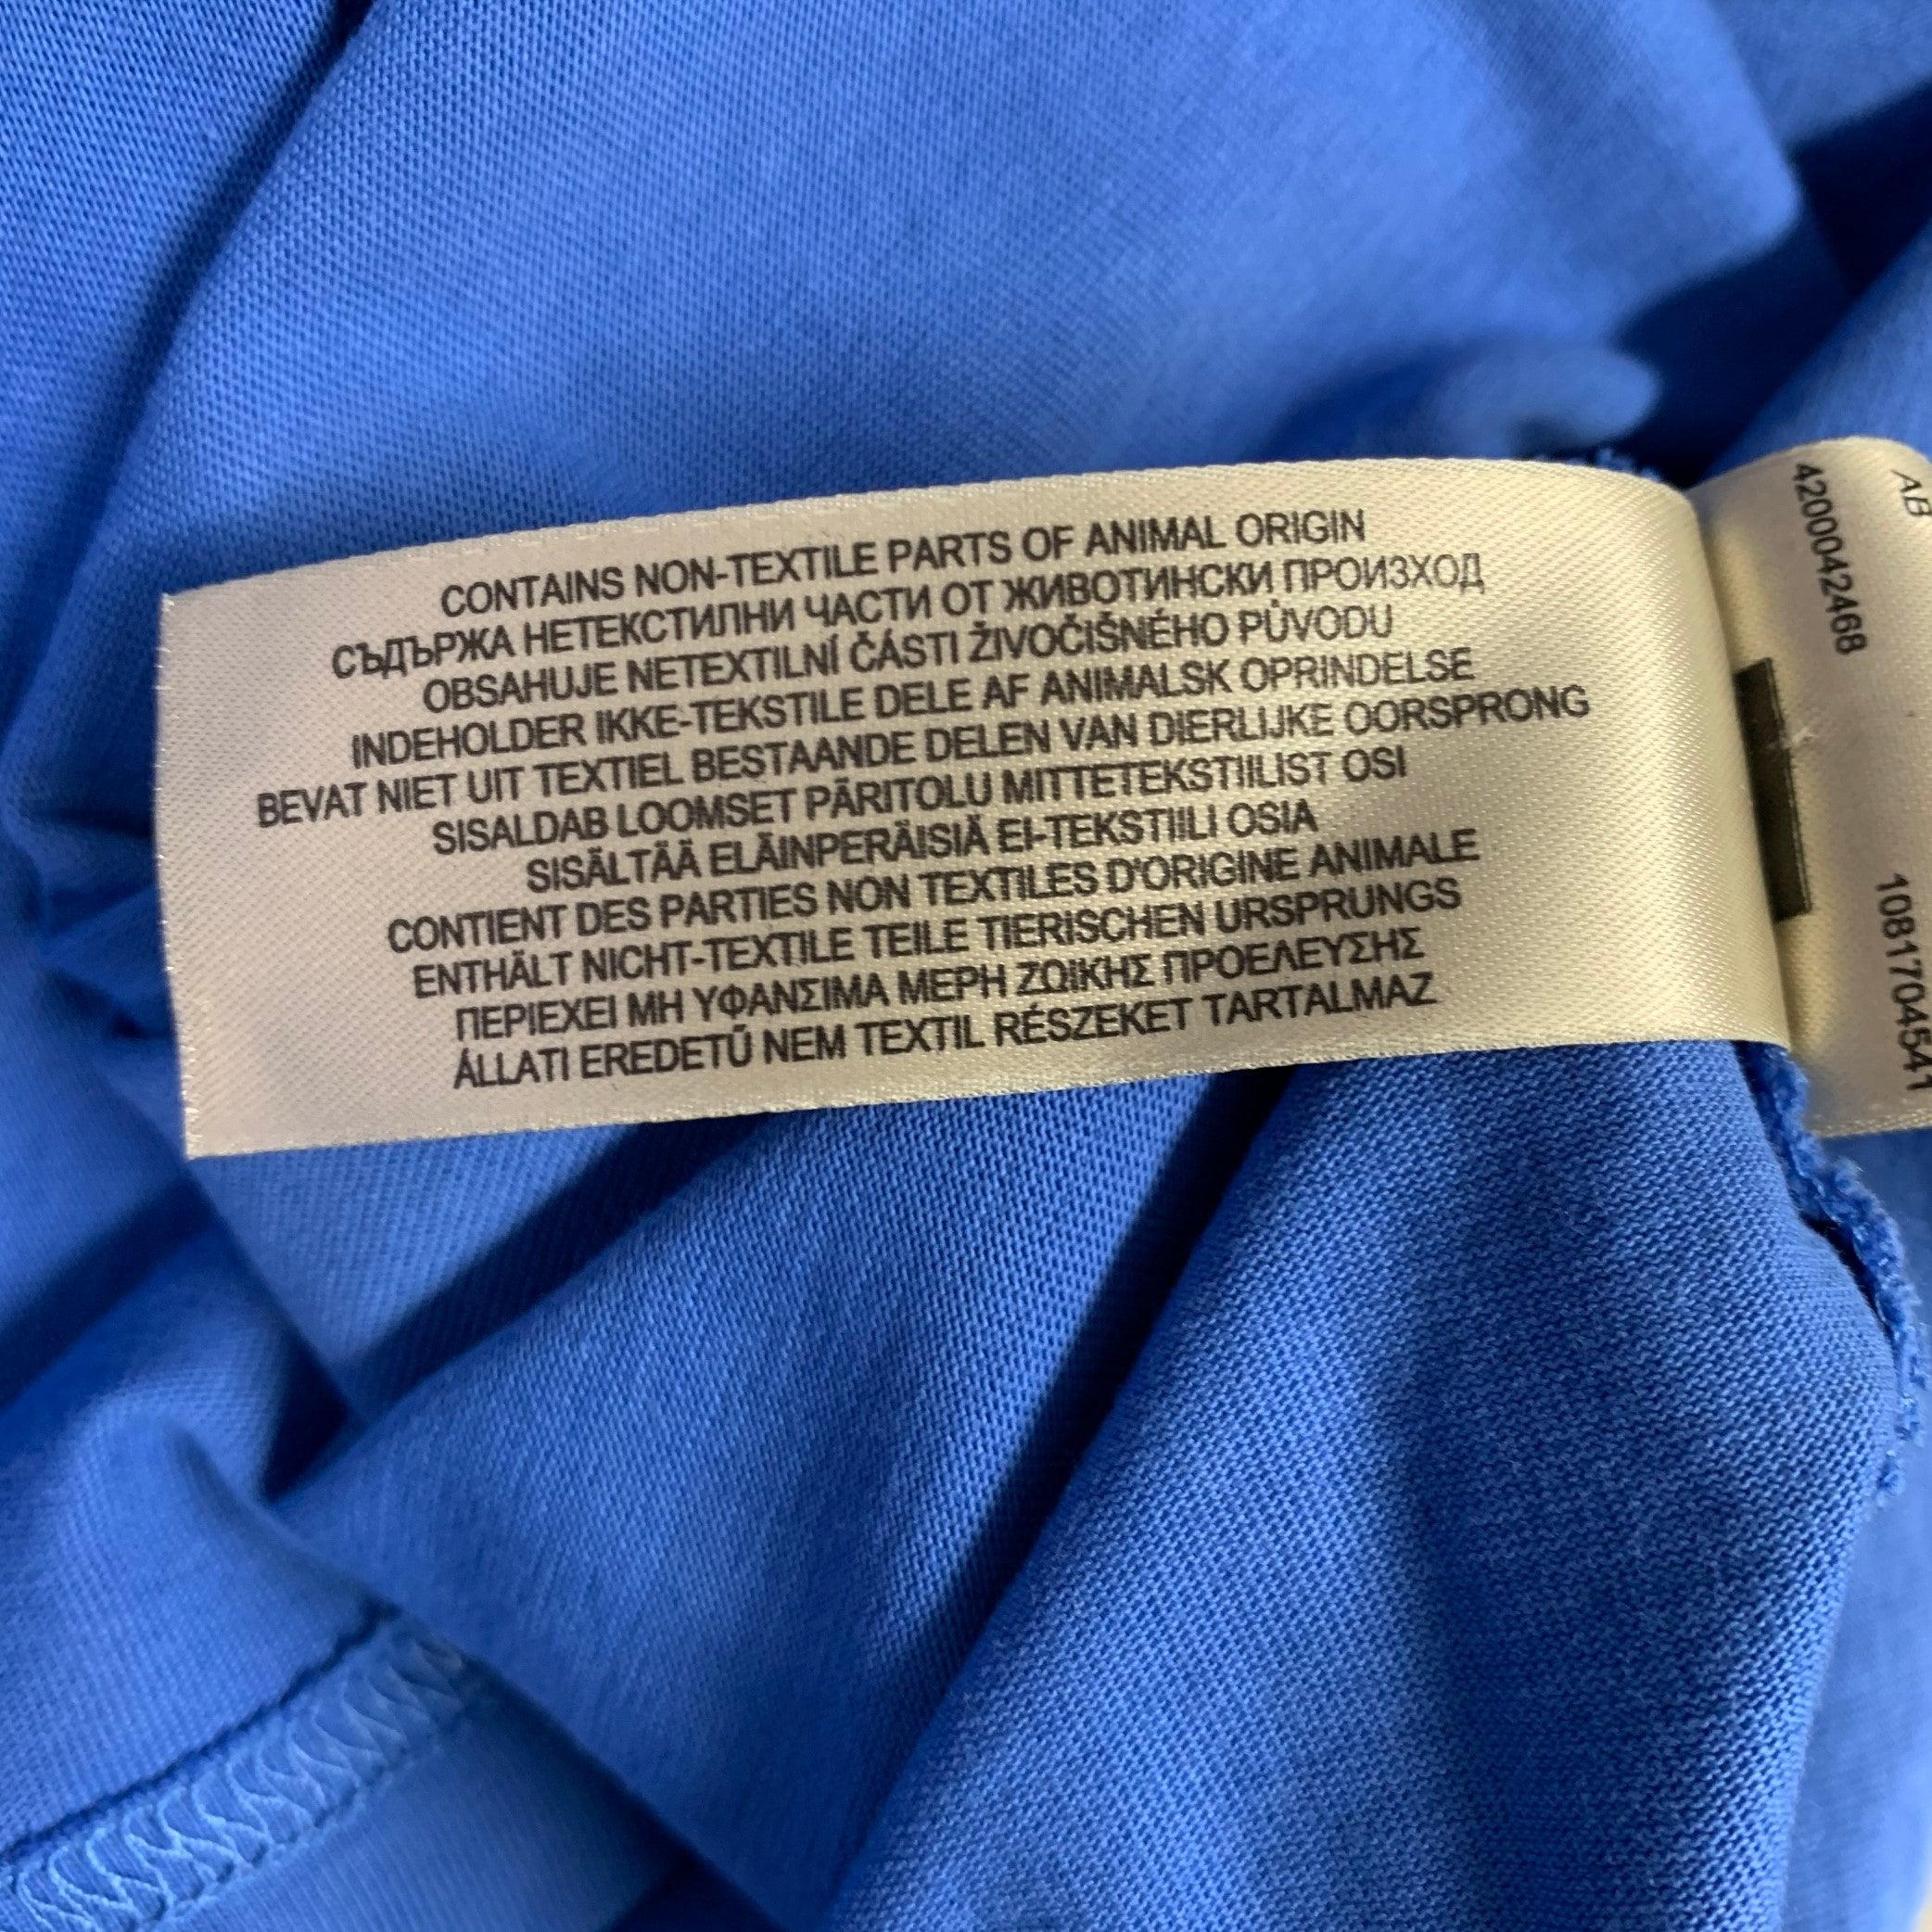 CONTAINS NON-TEXTILE PARTS OF ANIMAL ORIGIN
СЪДЪРЖА НЕТЕКСТИЛНИ ЧАСТИ ОТ ЖИВОТИНСКИ ПРОИЗХОД
OBSAHUJE NETEXTILNÍ ČÁSTI ŽIVOČIŠNÉHO PŮVODU
INDEHOLDER IKKE-TEKSTILE DELE AF ANIMALSK OPRINDELSE
BEVAT NIET UIT TEXTIEL BESTAANDE DELEN VAN DIERLIJKE OORSPRONG
SISALDAB LOOMSET PÄRITOLU MITTETEKSTIILIST OSI
SISÄLTÄÄ ELÄINPERÄISIÄ EI-TEKSTIILI OSIA
CONTIENT DES PARTIES NON TEXTILES D'ORIGINE ANIMALE
ENTHÄLT NICHT-TEXTILE TEILE TIERISCHEN URSPRUNGS
ΠΕΡΙΕΧΕΙ ΜΗ ΥΦΑΝΣΙΜΑ ΜΕΡΗ ΖΩΙΚΗΣ ΠΡΟΕΛΕΥΣΗΣ
ÁLLATI EREDETŰ NEM TEXTIL RÉSZEKET TARTALMAZ
AB
4200042468
1081704541